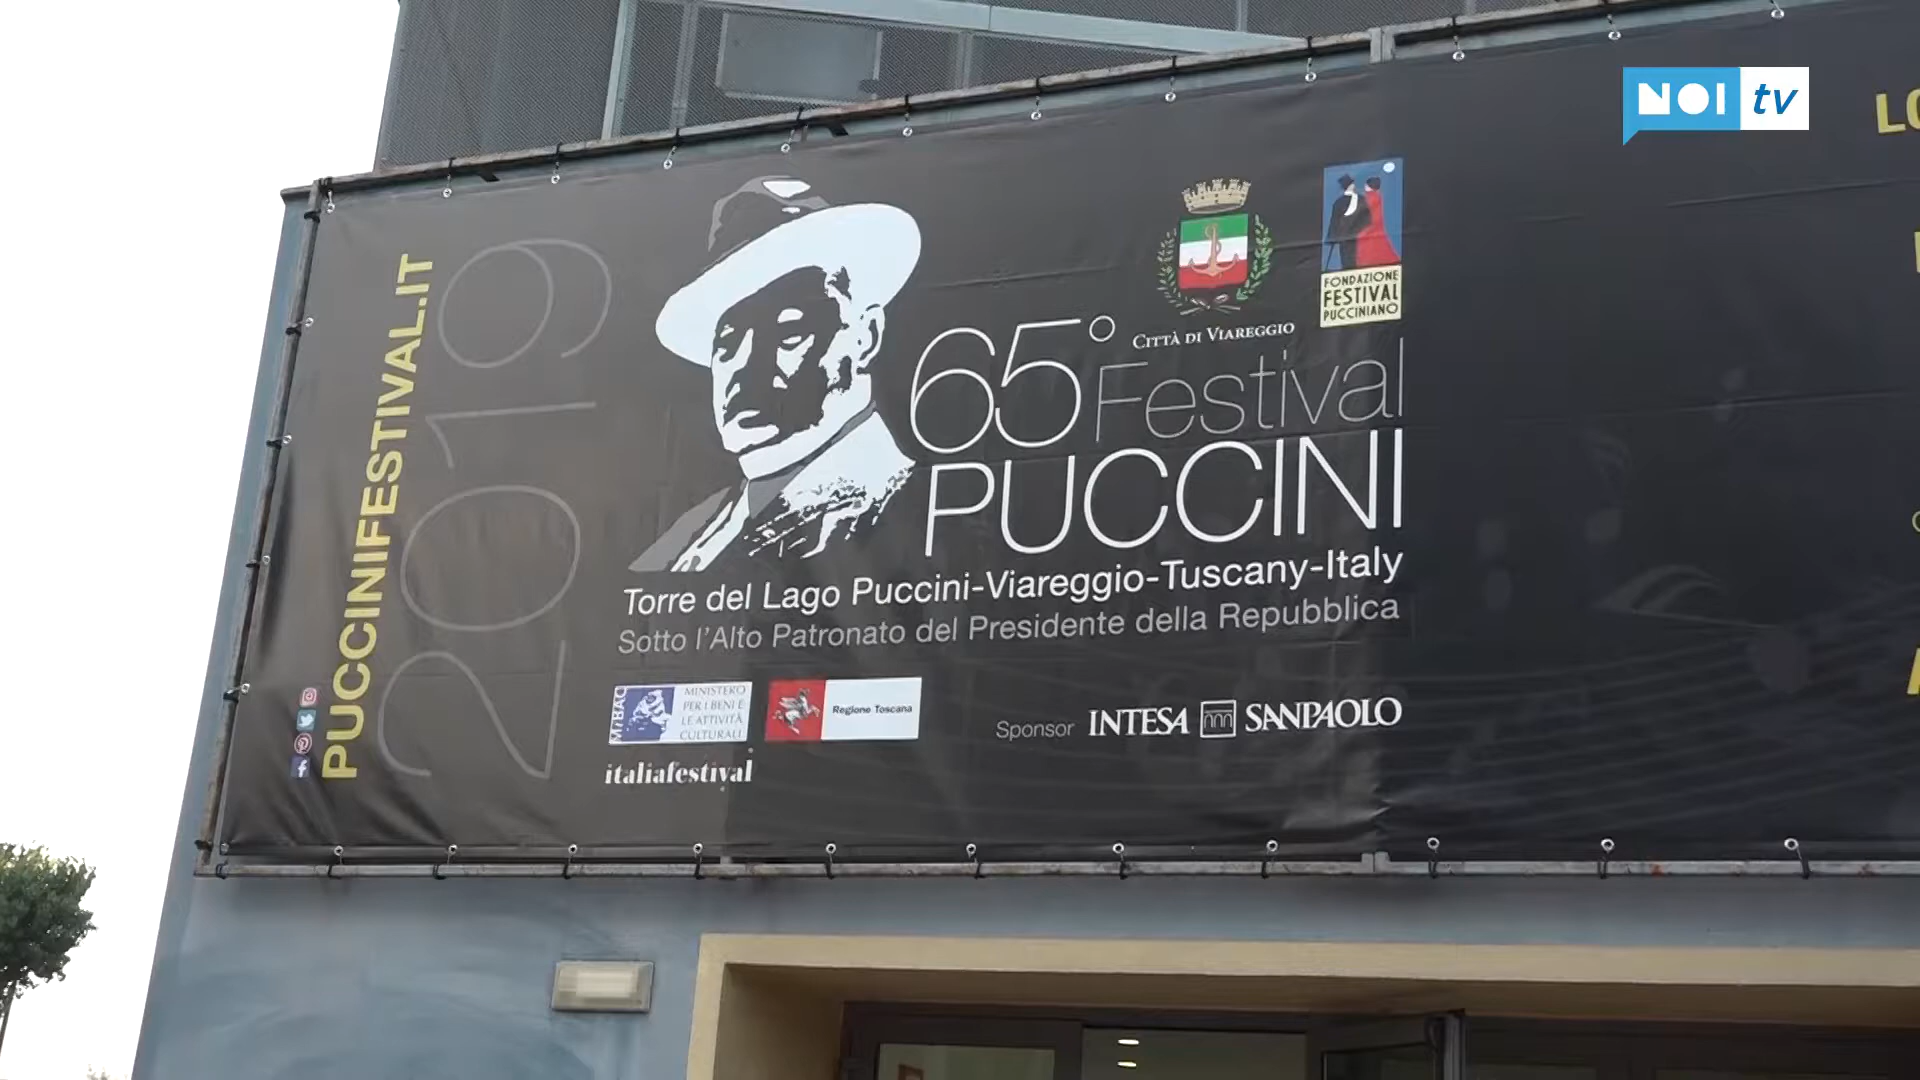 NOI tv
PUCCINIFESTIVAL.IT
2019
CITTÀ DI VIAREGGIO
FONDAZIONE
FESTIVAL
PUCCINIANO
65° Festival
PUCCINI
Torre del Lago Puccini-Viareggio-Tuscany-Italy
Sotto l'Alto Patronato del Presidente della Repubblica
MiBAC
MINISTERO
PER I BENI E
LE ATTIVITÀ
CULTURALI
Regione Toscana
Sponsor INTESA SANPAOLO
italiafestival